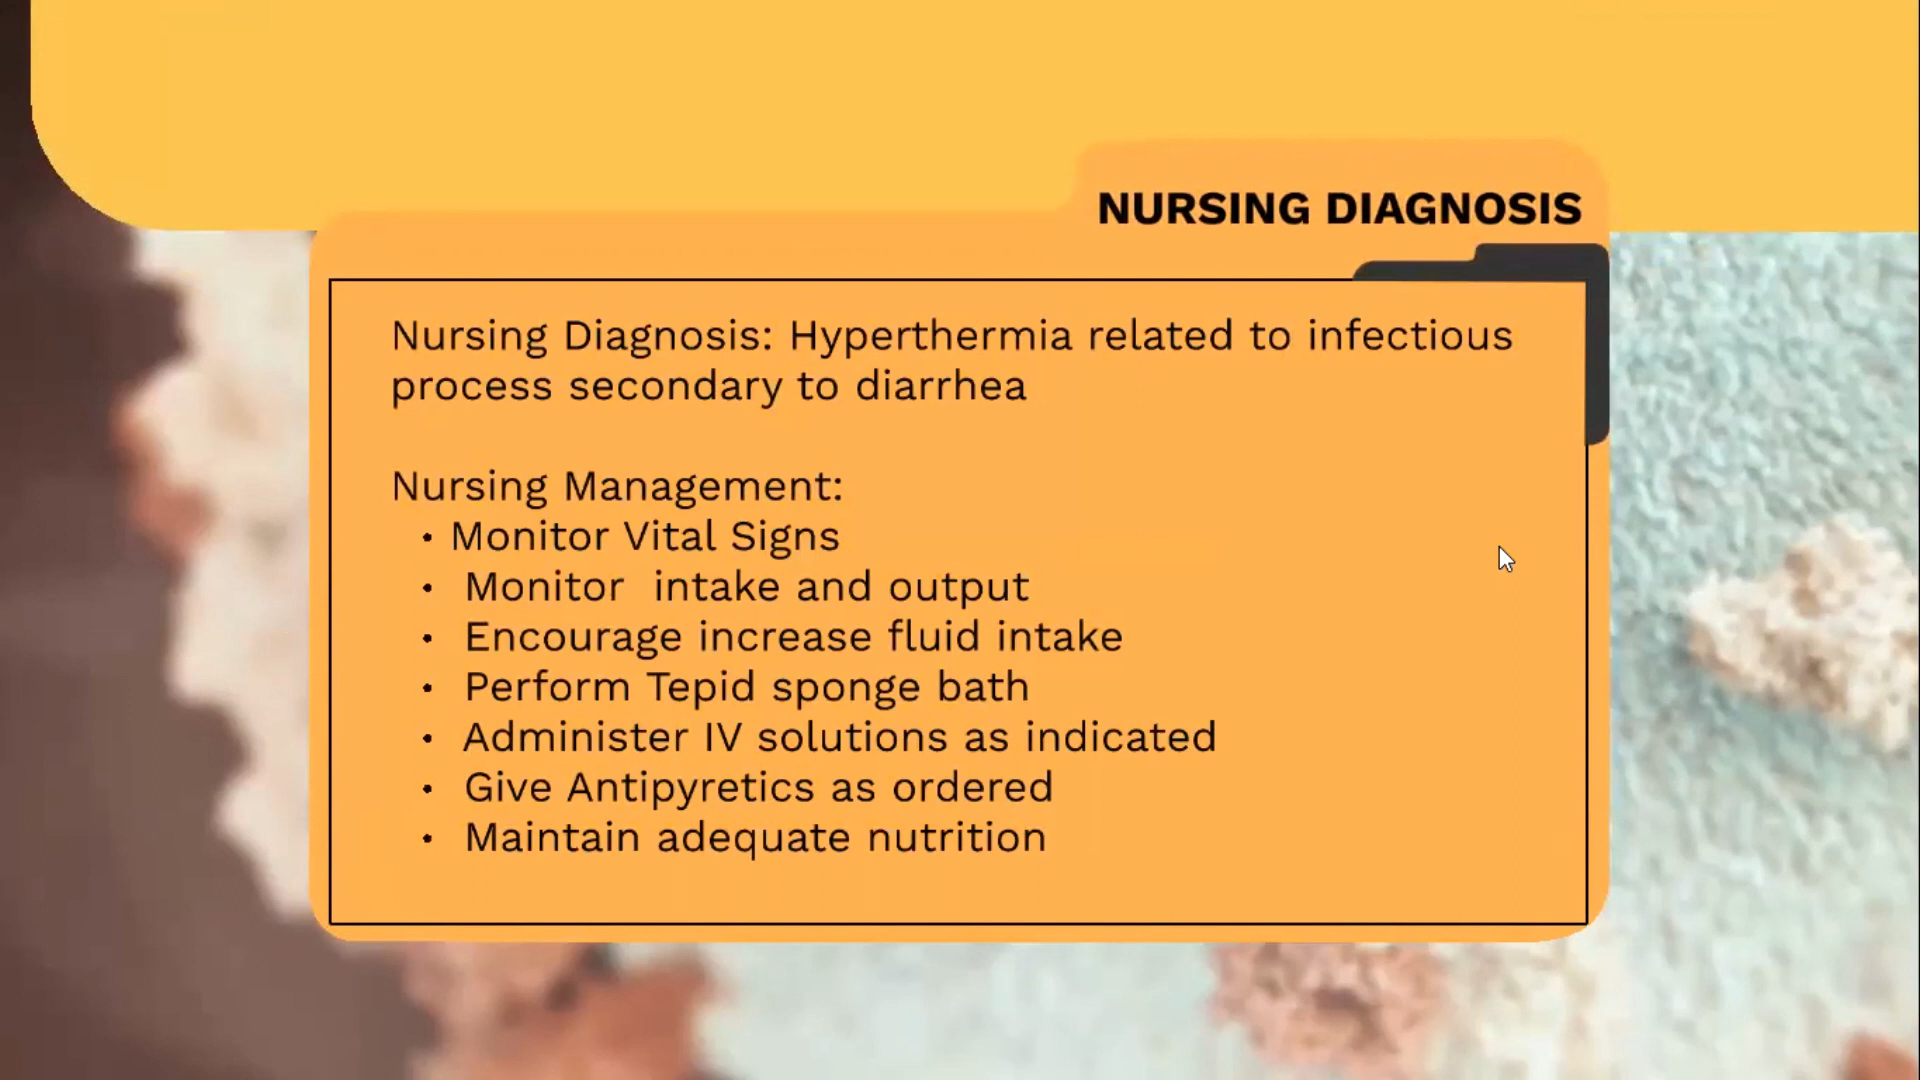 NURSING DIAGNOSIS
Nursing Diagnosis: Hyperthermia related to infectious
process secondary to diarrhea
Nursing Management:
• Monitor Vital Signs
• Monitor  intake and output
• Encourage increase fluid intake
• Perform Tepid sponge bath
• Administer IV solutions as indicated
• Give Antipyretics as ordered
• Maintain adequate nutrition